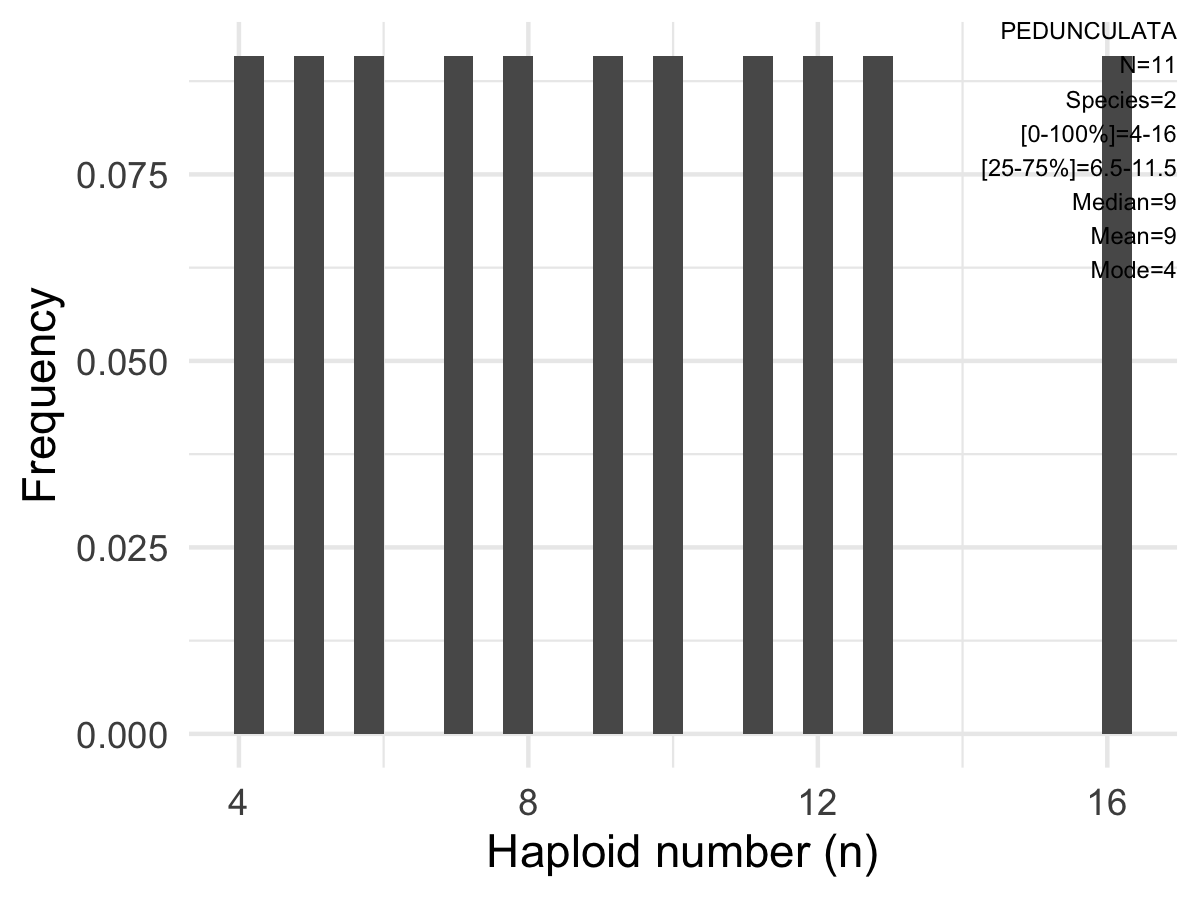 PEDUNCULATA
N=11
Species=2
[0-100%]=4-16
[25-75%]=6.5-11.5
Median=9
Mean=9
Mode=4
0.075
0.050
0.025
0.000
Frequency
4 8 12 16
Haploid number (n)